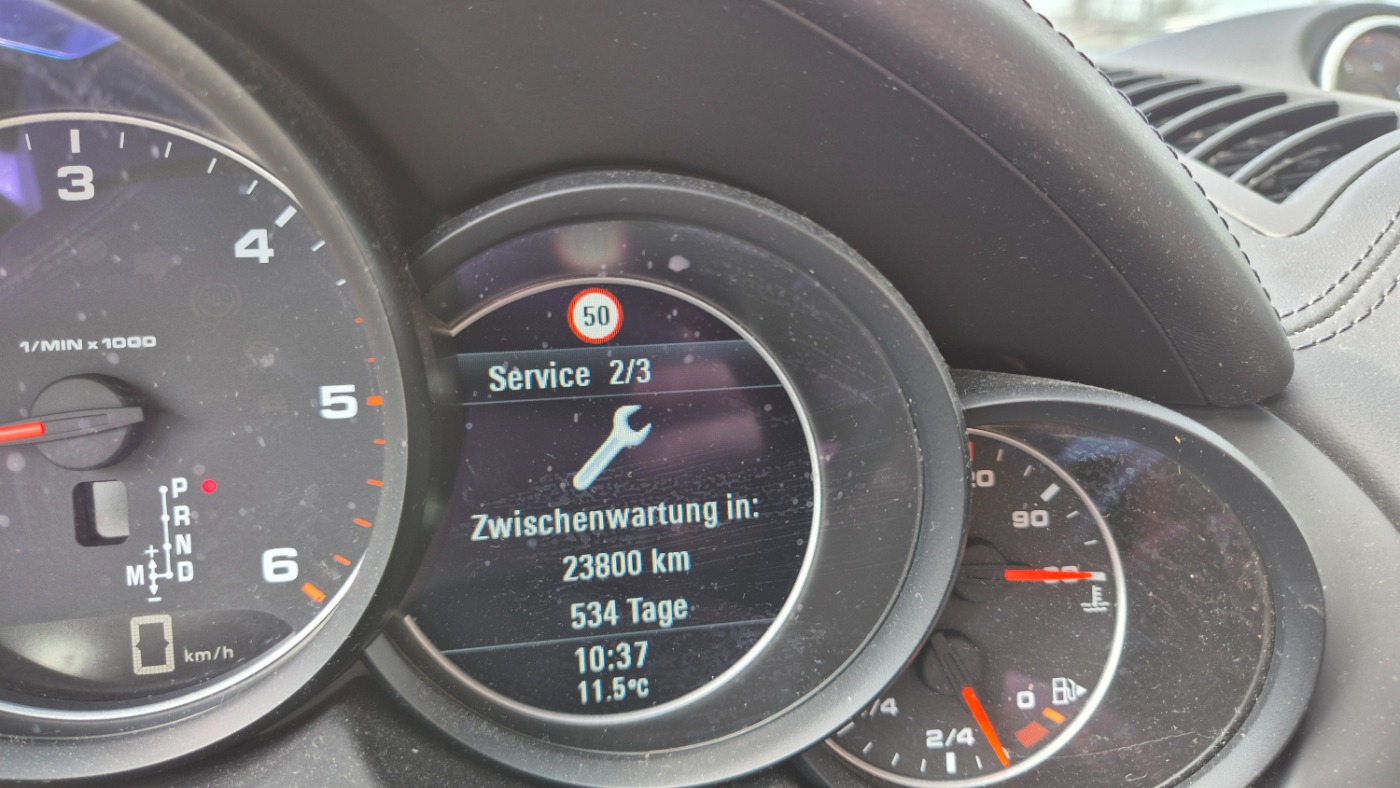 3
4
1/MIN x 1000
5
P
R
N
+
M D
−
6
0 km/h
50
Service 2/3
Zwischenwartung in:
23800 km
534 Tage
10:37
11.5°C
90
0
/4
2/4